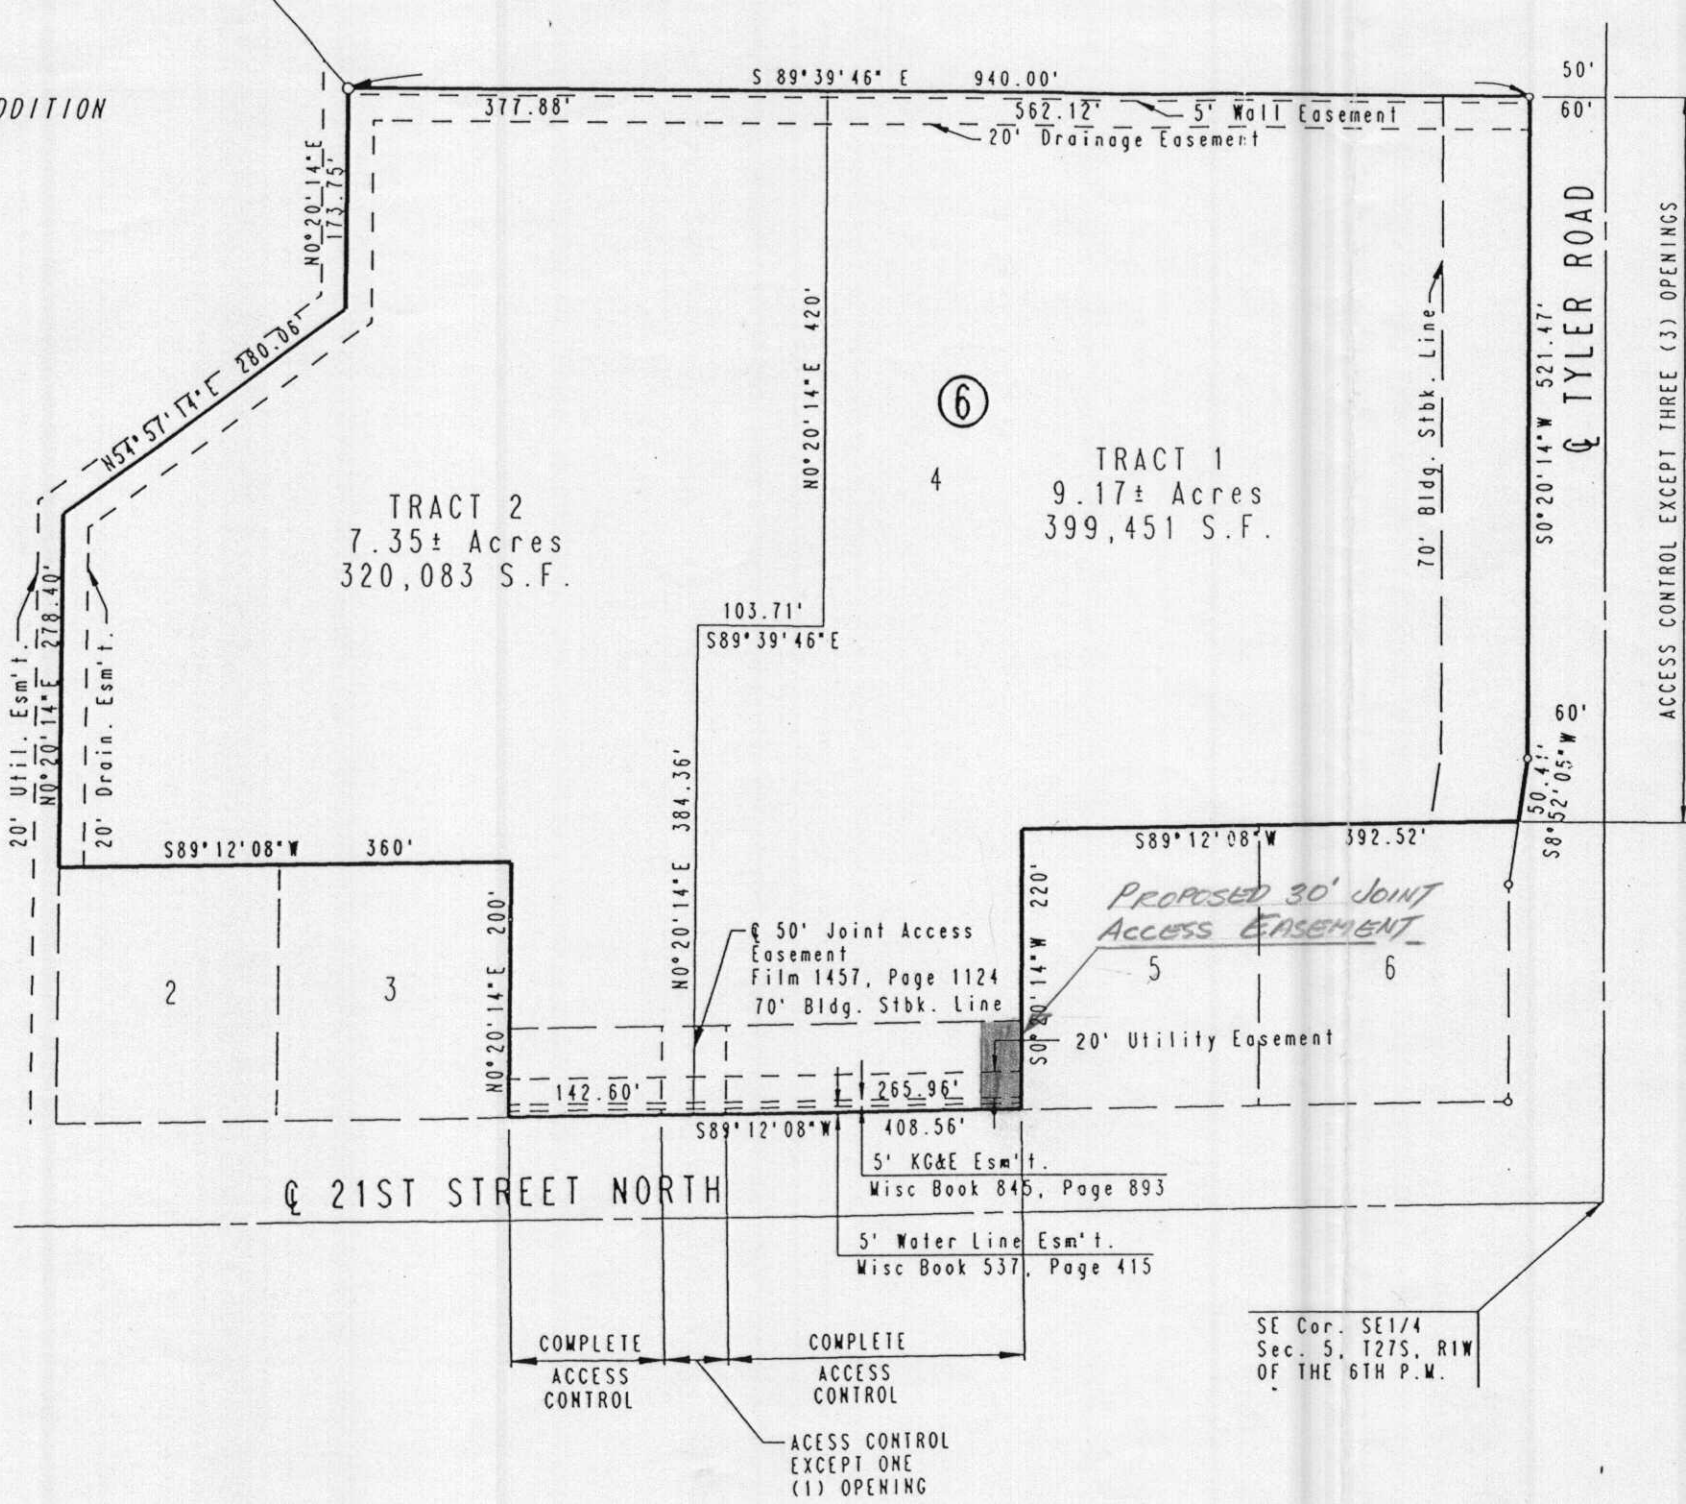 DDITION
S 89°39'46" E 940.00'
377.88'
562.12'
5' Wall Easement
20' Drainage Easement
50'
60'
N0°20'14"E
173.75'
N54°57'14"E 280.06'
N0°20'14"E 420'
6
4
TRACT 1
9.17± Acres
399,451 S.F.
TRACT 2
7.35± Acres
320,083 S.F.
70' Bldg. Stbk. Line
S0°20'14"W 521.47'
℄ TYLER ROAD
ACCESS CONTROL EXCEPT THREE (3) OPENINGS
103.71'
S89°39'46"E
20' Util. Esm't.
N0°20'14"E 278.40'
20' Drain. Esm't.
60'
50.41'
S8°52'05"W
60'
S89°12'08"W 360'
S89°12'08"W 392.52'
N0°20'14"E 384.36'
N0°20'14"E 200'
S0°20'14"W 220'
PROPOSED 30' JOINT
ACCESS EASEMENT
2
3
5
6
℄ 50' Joint Access
Easement
Film 1457, Page 1124
70' Bldg. Stbk. Line
20' Utility Easement
142.60'
265.96'
S89°12'08"W 408.56'
5' KG&E Esm't.
Misc Book 845, Page 893
℄ 21ST STREET NORTH
5' Water Line Esm't.
Misc Book 537, Page 415
SE Cor. SE1/4
Sec. 5, T27S, R1W
OF THE 6TH P.M.
COMPLETE
ACCESS
CONTROL
COMPLETE
ACCESS
CONTROL
ACESS CONTROL
EXCEPT ONE
(1) OPENING